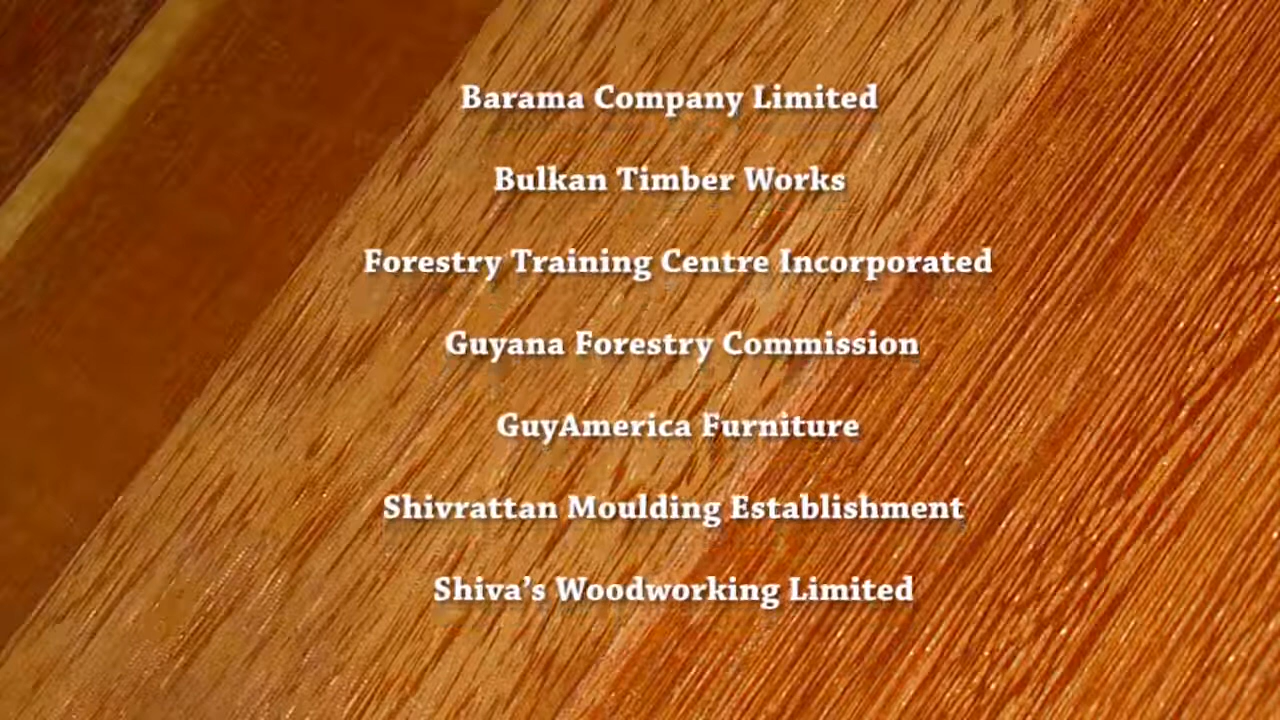 Barama Company Limited
Bulkan Timber Works
Forestry Training Centre Incorporated
Guyana Forestry Commission
GuyAmerica Furniture
Shivrattan Moulding Establishment
Shiva’s Woodworking Limited